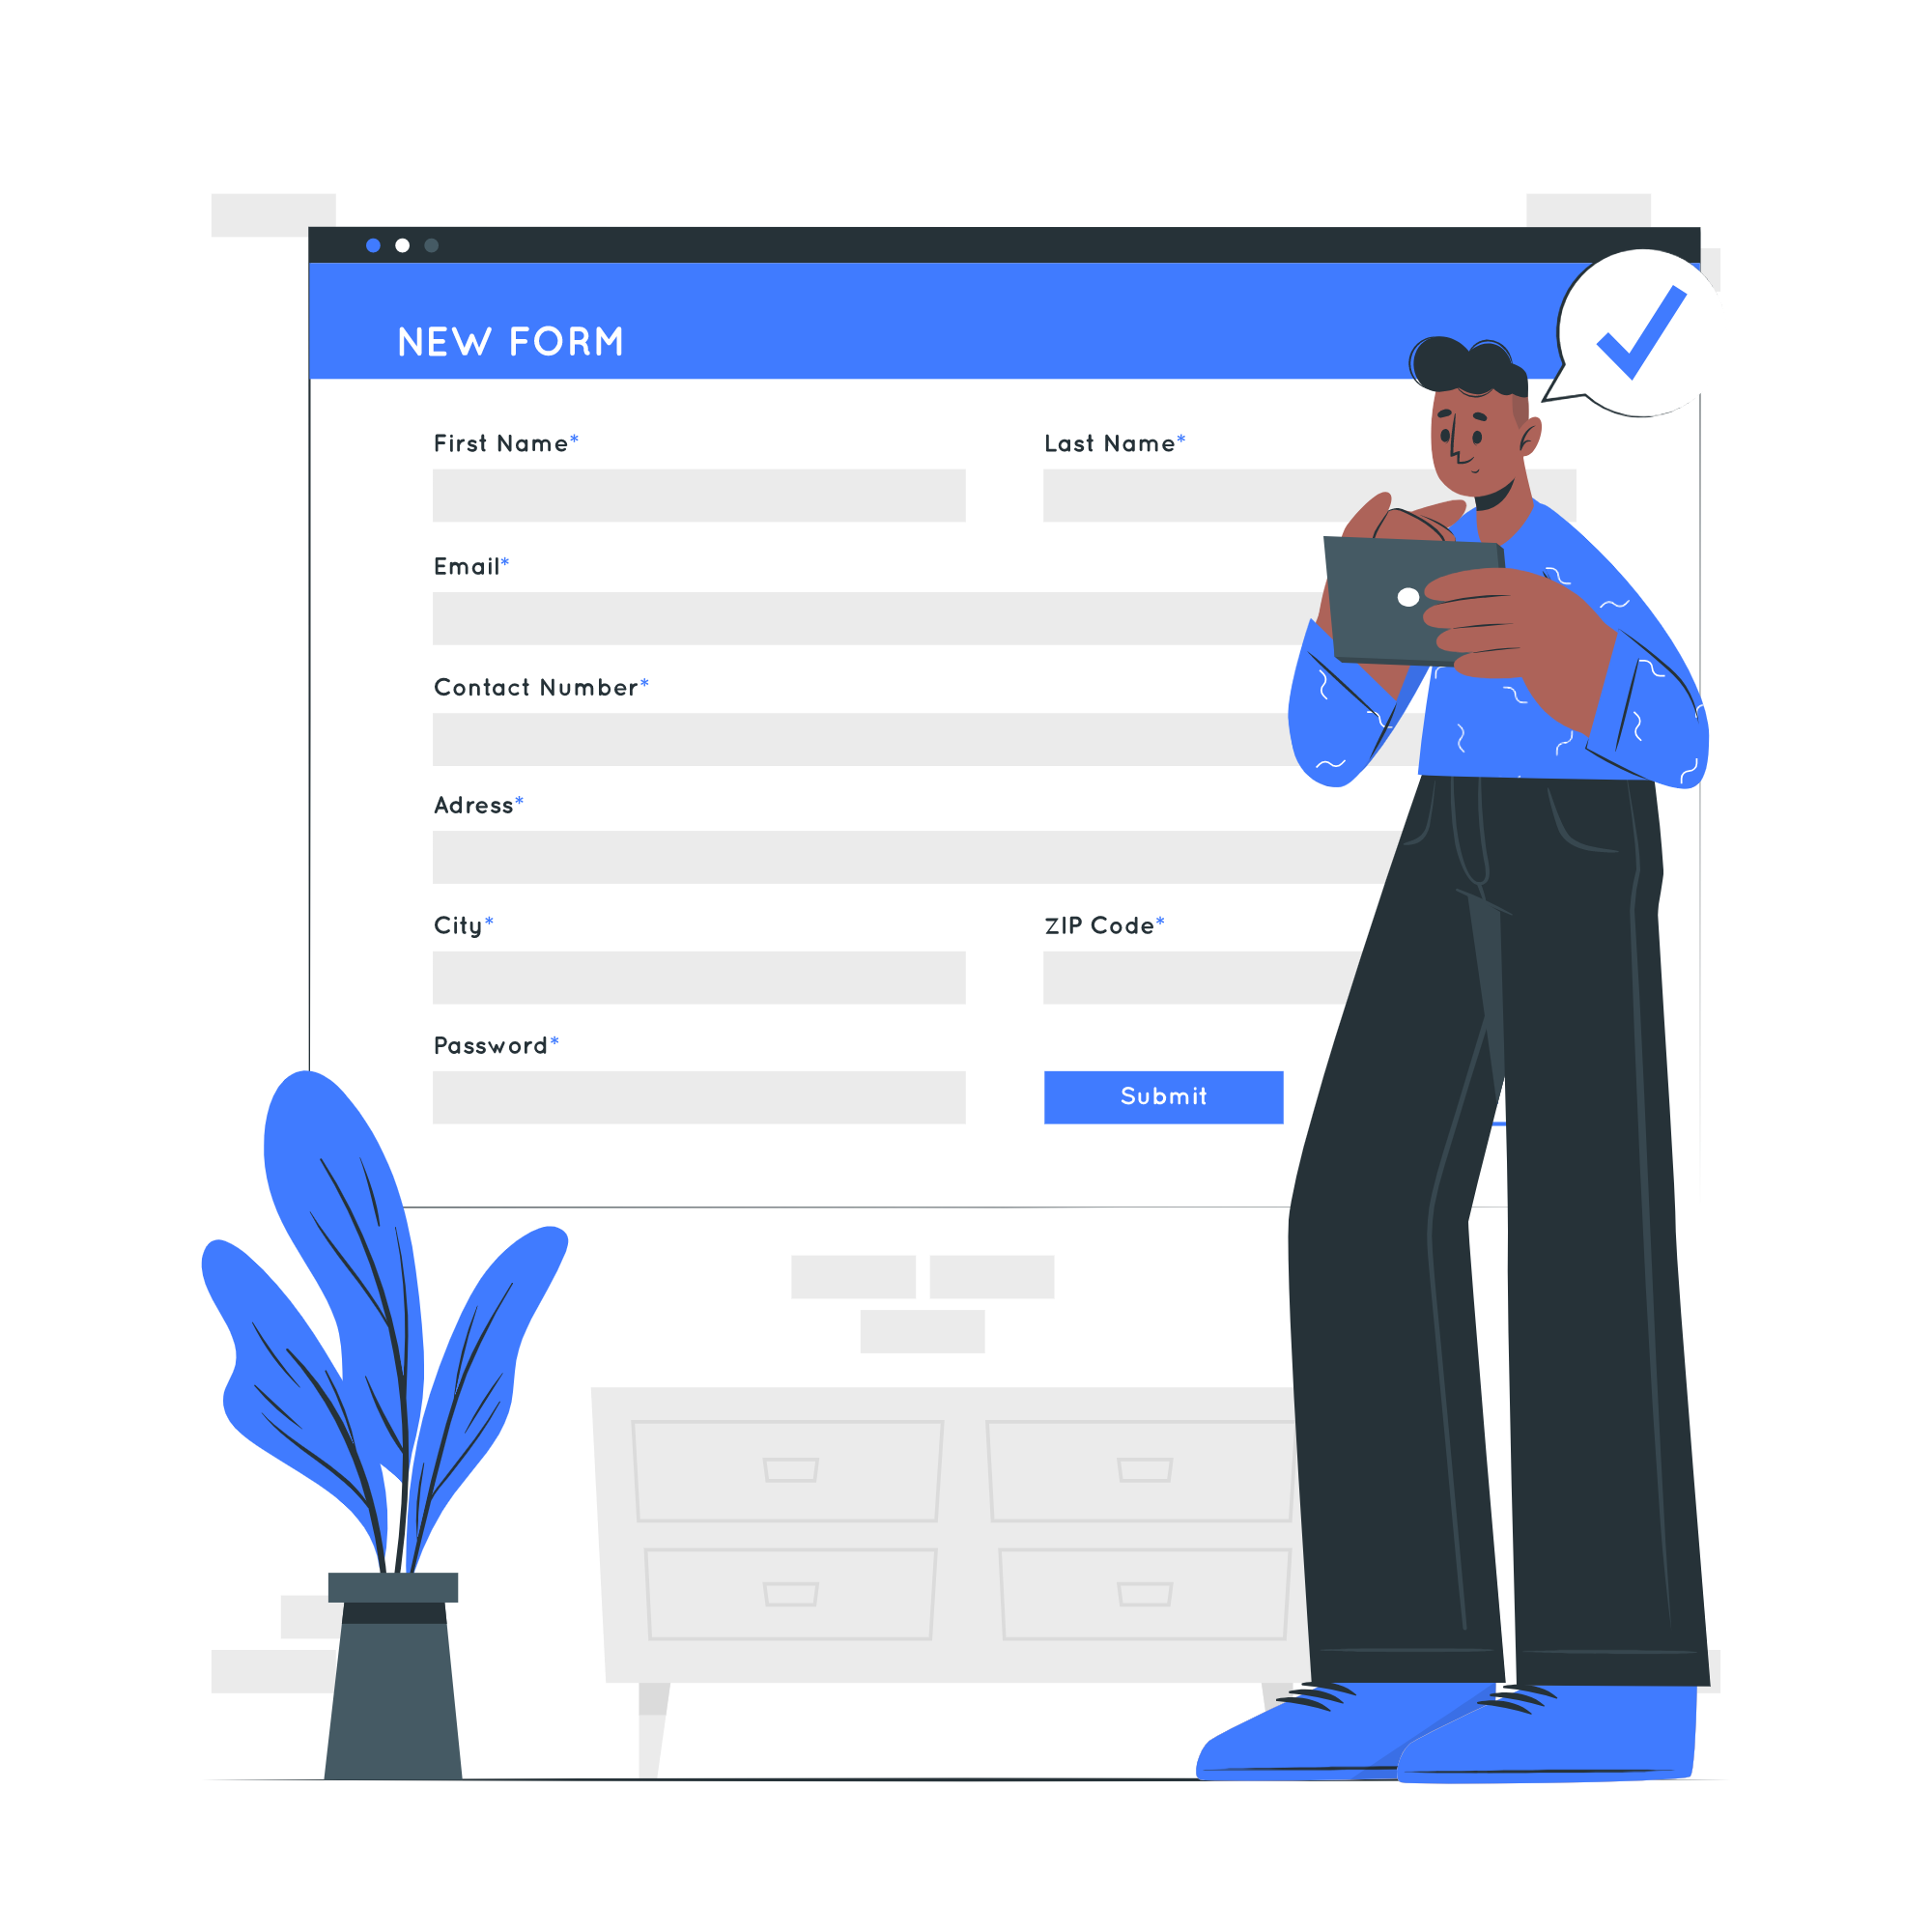 NEW FORM
First Name* Last Name*
Email*
Contact Number*
Adress*
City* ZIP Code*
Password*
Submit